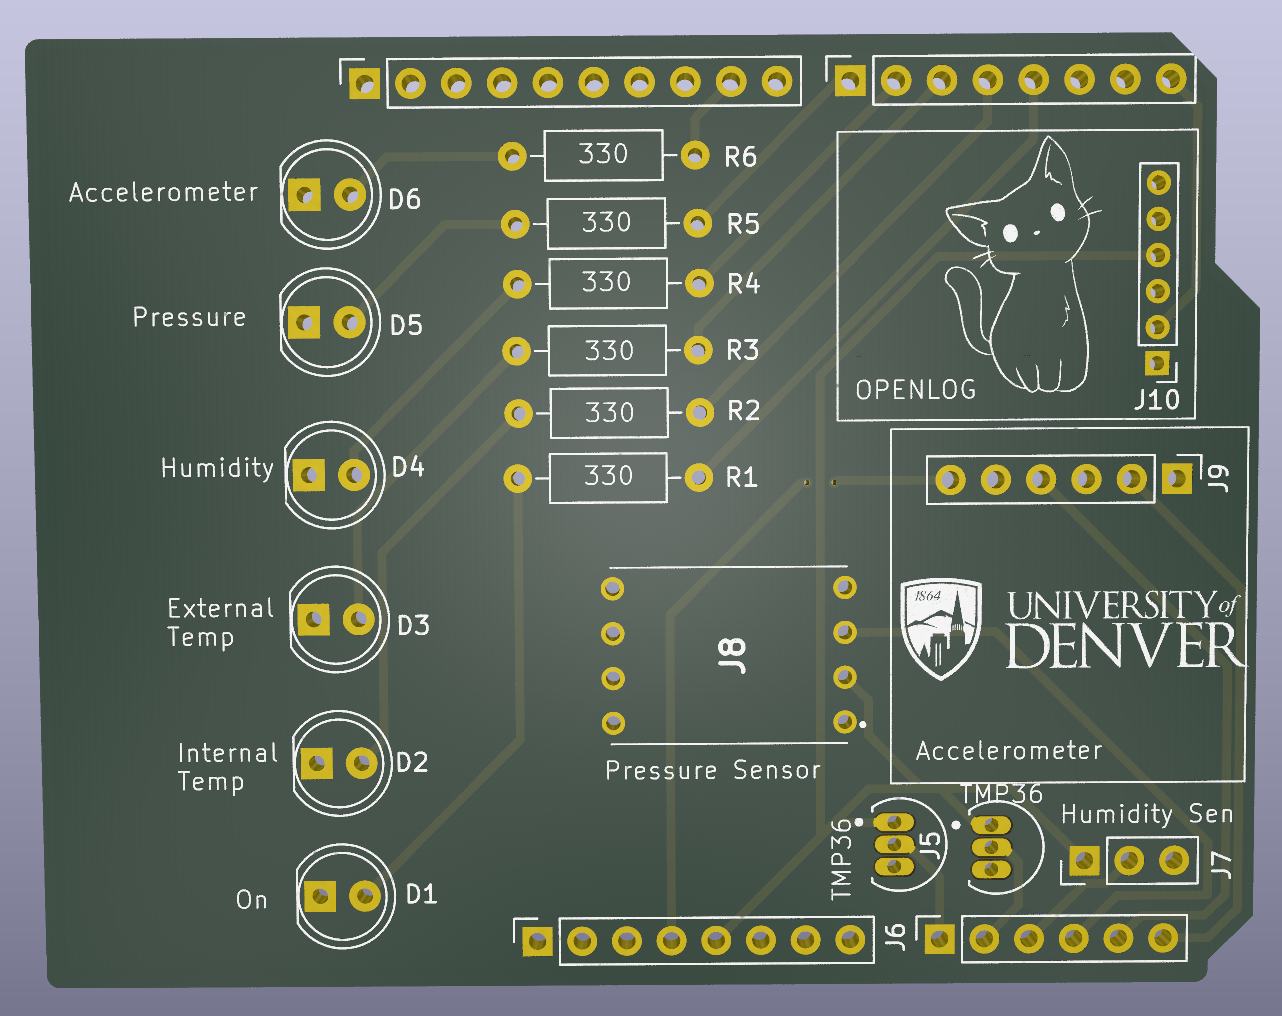 330
R6
Accelerometer
D6
330
R5
330
R4
Pressure
D5
330
R3
OPENLOG
J10
330
R2
Humidity
D4
330
R1
J9
1864
UNIVERSITY of
DENVER
External
Temp
D3
J8
Internal
Temp
D2
Pressure Sensor
Accelerometer
TMP36
TMP36
J5
Humidity Sen
J7
On
D1
J6